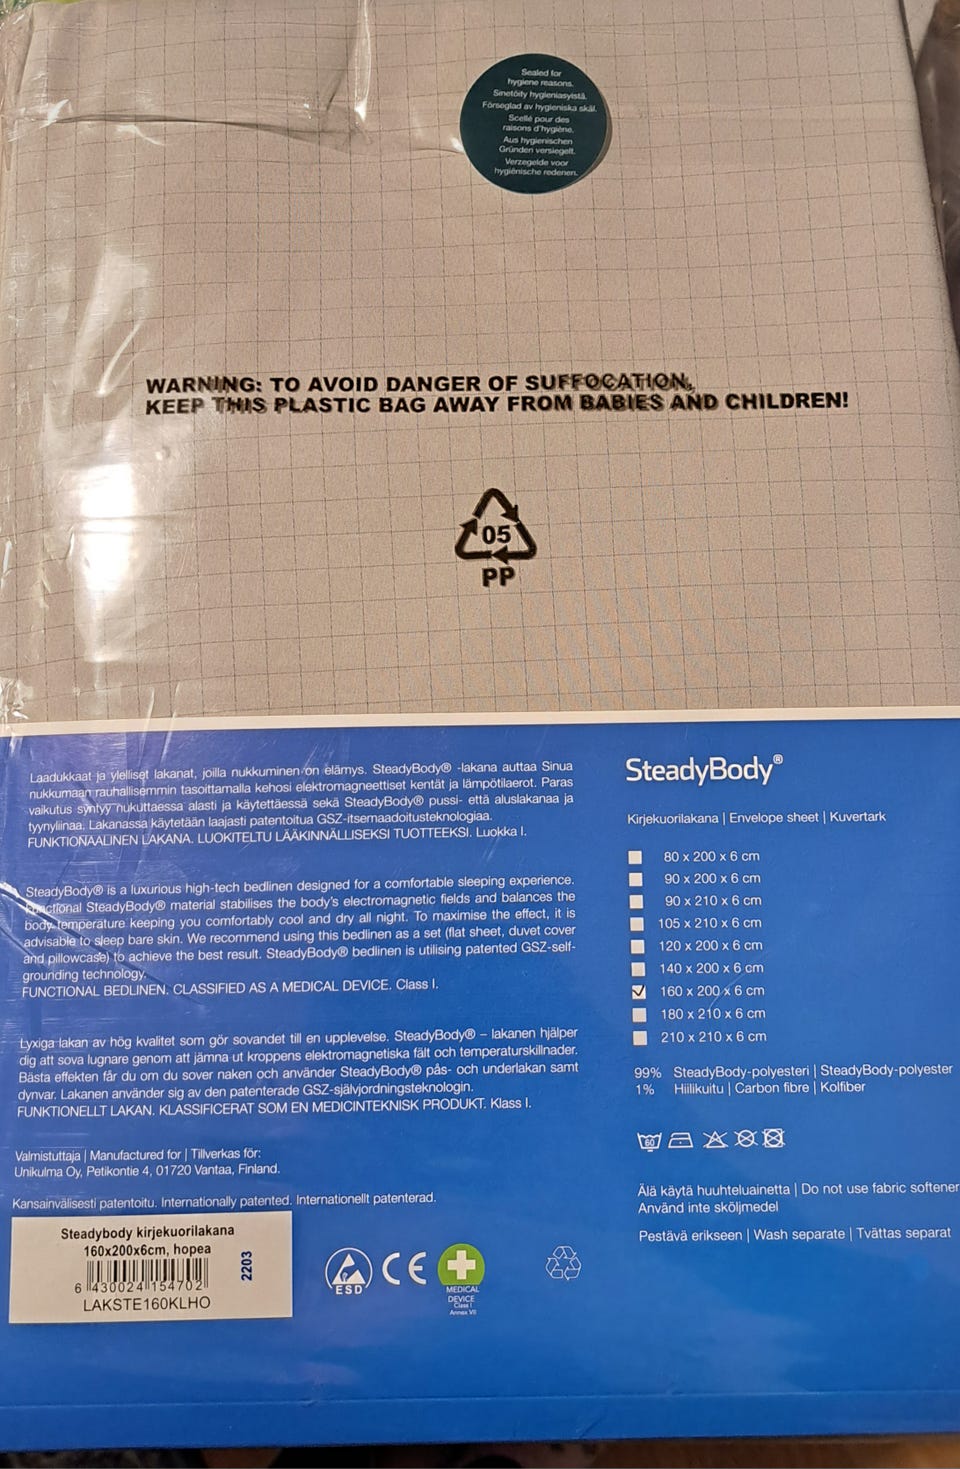 Sealed for
hygiene reasons.
Sinetöity hygieniasyistä.
Förseglad av hygieniska skäl.
Scellé pour des
raisons d'hygiène.
Aus hygienischen
Gründen versiegelt.
Verzegelde voor
hygiënische redenen.
WARNING: TO AVOID DANGER OF SUFFOCATION,
KEEP THIS PLASTIC BAG AWAY FROM BABIES AND CHILDREN!
05
PP
Laadukkaat ja ylelliset lakanat, joilla nukkuminen on elämys. SteadyBody® -lakana auttaa Sinua
nukkumaan rauhallisemmin tasoittamalla kehosi elektromagneettiset kentät ja lämpötilaerot. Paras
vaikutus syntyy nukuttaessa alasti ja käytettäessä sekä SteadyBody® pussi- että aluslakanaa ja
tyynyliinaa. Lakanassa käytetään laajasti patentoitua GSZ-itsemaadoitusteknologiaa.
FUNKTIONAALINEN LAKANA. LUOKITELTU LÄÄKINNÄLLISEKSI TUOTTEEKSI. Luokka I.
SteadyBody® is a luxurious high-tech bedlinen designed for a comfortable sleeping experience.
Functional SteadyBody® material stabilises the body's electromagnetic fields and balances the
body temperature keeping you comfortably cool and dry all night. To maximise the effect, it is
advisable to sleep bare skin. We recommend using this bedlinen as a set (flat sheet, duvet cover
and pillowcase) to achieve the best result. SteadyBody® bedlinen is utilising patented GSZ-self-
grounding technology.
FUNCTIONAL BEDLINEN. CLASSIFIED AS A MEDICAL DEVICE. Class I.
Lyxiga lakan av hög kvalitet som gör sovandet till en upplevelse. SteadyBody® – lakanen hjälper
dig att sova lugnare genom att jämna ut kroppens elektromagnetiska fält och temperaturskillnader.
Bästa effekten får du om du sover naken och använder SteadyBody® pås- och underlakan samt
dynvar. Lakanen använder sig av den patenterade GSZ-självjordningsteknologin.
FUNKTIONELLT LAKAN. KLASSIFICERAT SOM EN MEDICINTEKNISK PRODUKT. Klass I.
Valmistuttaja | Manufactured for | Tillverkas för:
Unikulma Oy, Petikontie 4, 01720 Vantaa, Finland.
Kansainvälisesti patentoitu. Internationally patented. Internationellt patenterad.
Steadybody kirjekuorilakana
160x200x6cm, hopea
6 430024 154702
LAKSTE160KLHO
2203
ESD
CE
MEDICAL
DEVICE
Class I
Annex VII
SteadyBody®
Kirjekuorilakana | Envelope sheet | Kuvertark
80 x 200 x 6 cm
90 x 200 x 6 cm
90 x 210 x 6 cm
105 x 210 x 6 cm
120 x 200 x 6 cm
140 x 200 x 6 cm
160 x 200 x 6 cm
180 x 210 x 6 cm
210 x 210 x 6 cm
99% SteadyBody-polyesteri | SteadyBody-polyester
1% Hiilikuitu | Carbon fibre | Kolfiber
60
Älä käytä huuhteluainetta | Do not use fabric softener
Använd inte sköljmedel
Pestävä erikseen | Wash separate | Tvättas separat